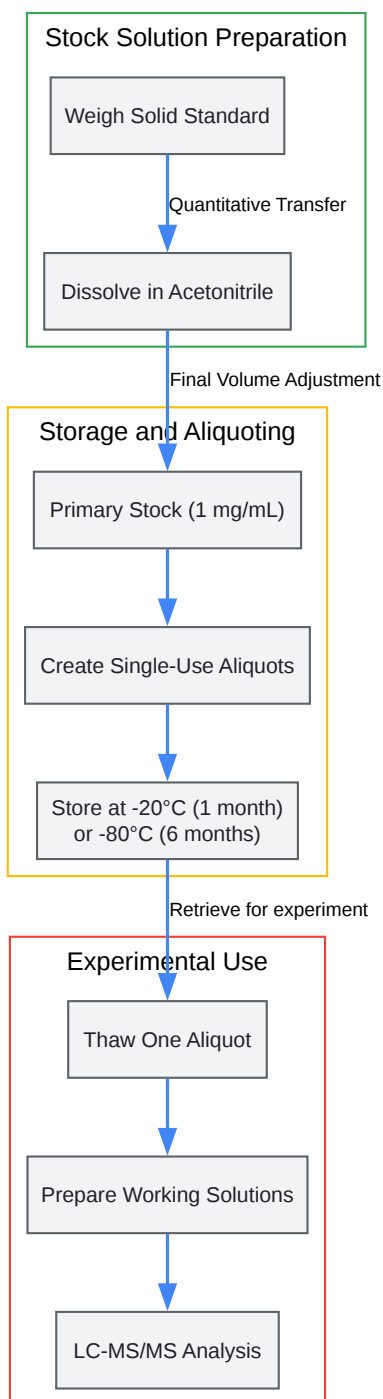 Stock Solution Preparation
Weigh Solid Standard
Quantitative Transfer
Dissolve in Acetonitrile
Final Volume Adjustment
Storage and Aliquoting
Primary Stock (1 mg/mL)
Create Single-Use Aliquots
Store at -20°C (1 month)
or -80°C (6 months)
Retrieve for experiment
Experimental Use
Thaw One Aliquot
Prepare Working Solutions
LC-MS/MS Analysis